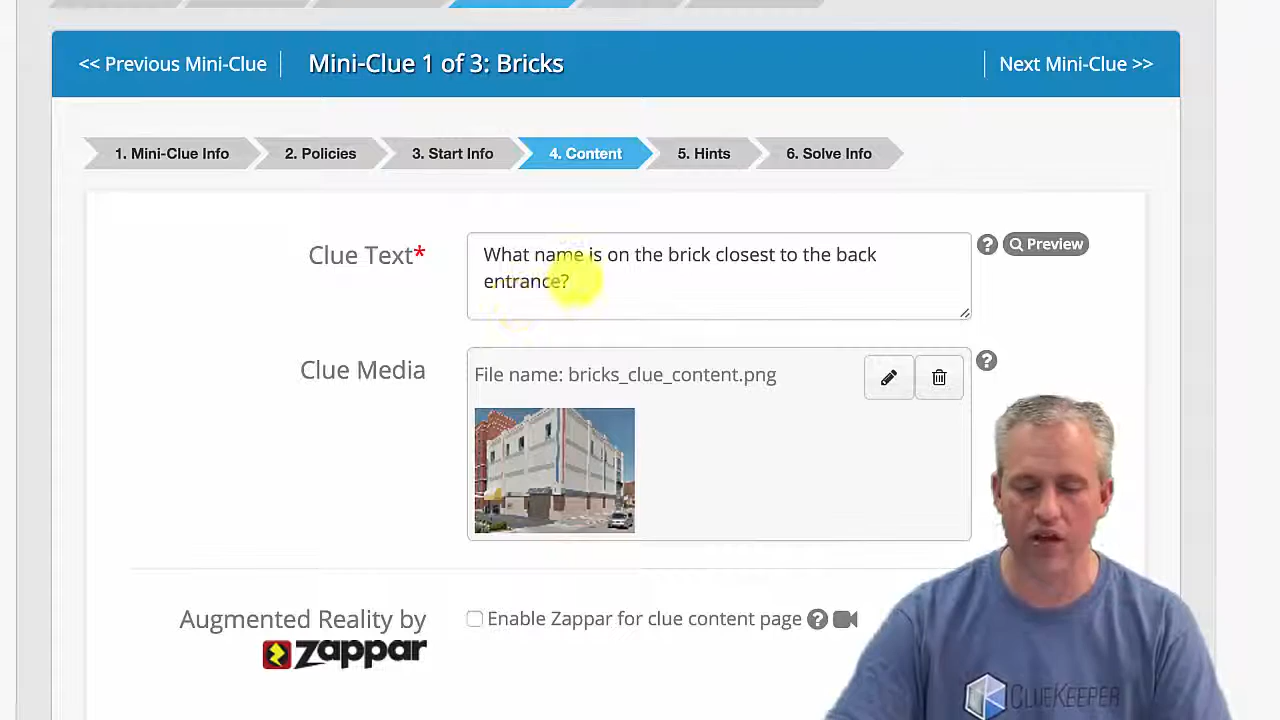 << Previous Mini-Clue
Mini-Clue 1 of 3: Bricks
Next Mini-Clue >>
1. Mini-Clue Info
2. Policies
3. Start Info
4. Content
5. Hints
6. Solve Info
Clue Text*
What name is on the brick closest to the back
entrance?
? Preview
Clue Media
File name: bricks_clue_content.png
?
Augmented Reality by
zappar
Enable Zappar for clue content page ?
CLUEKEEPER